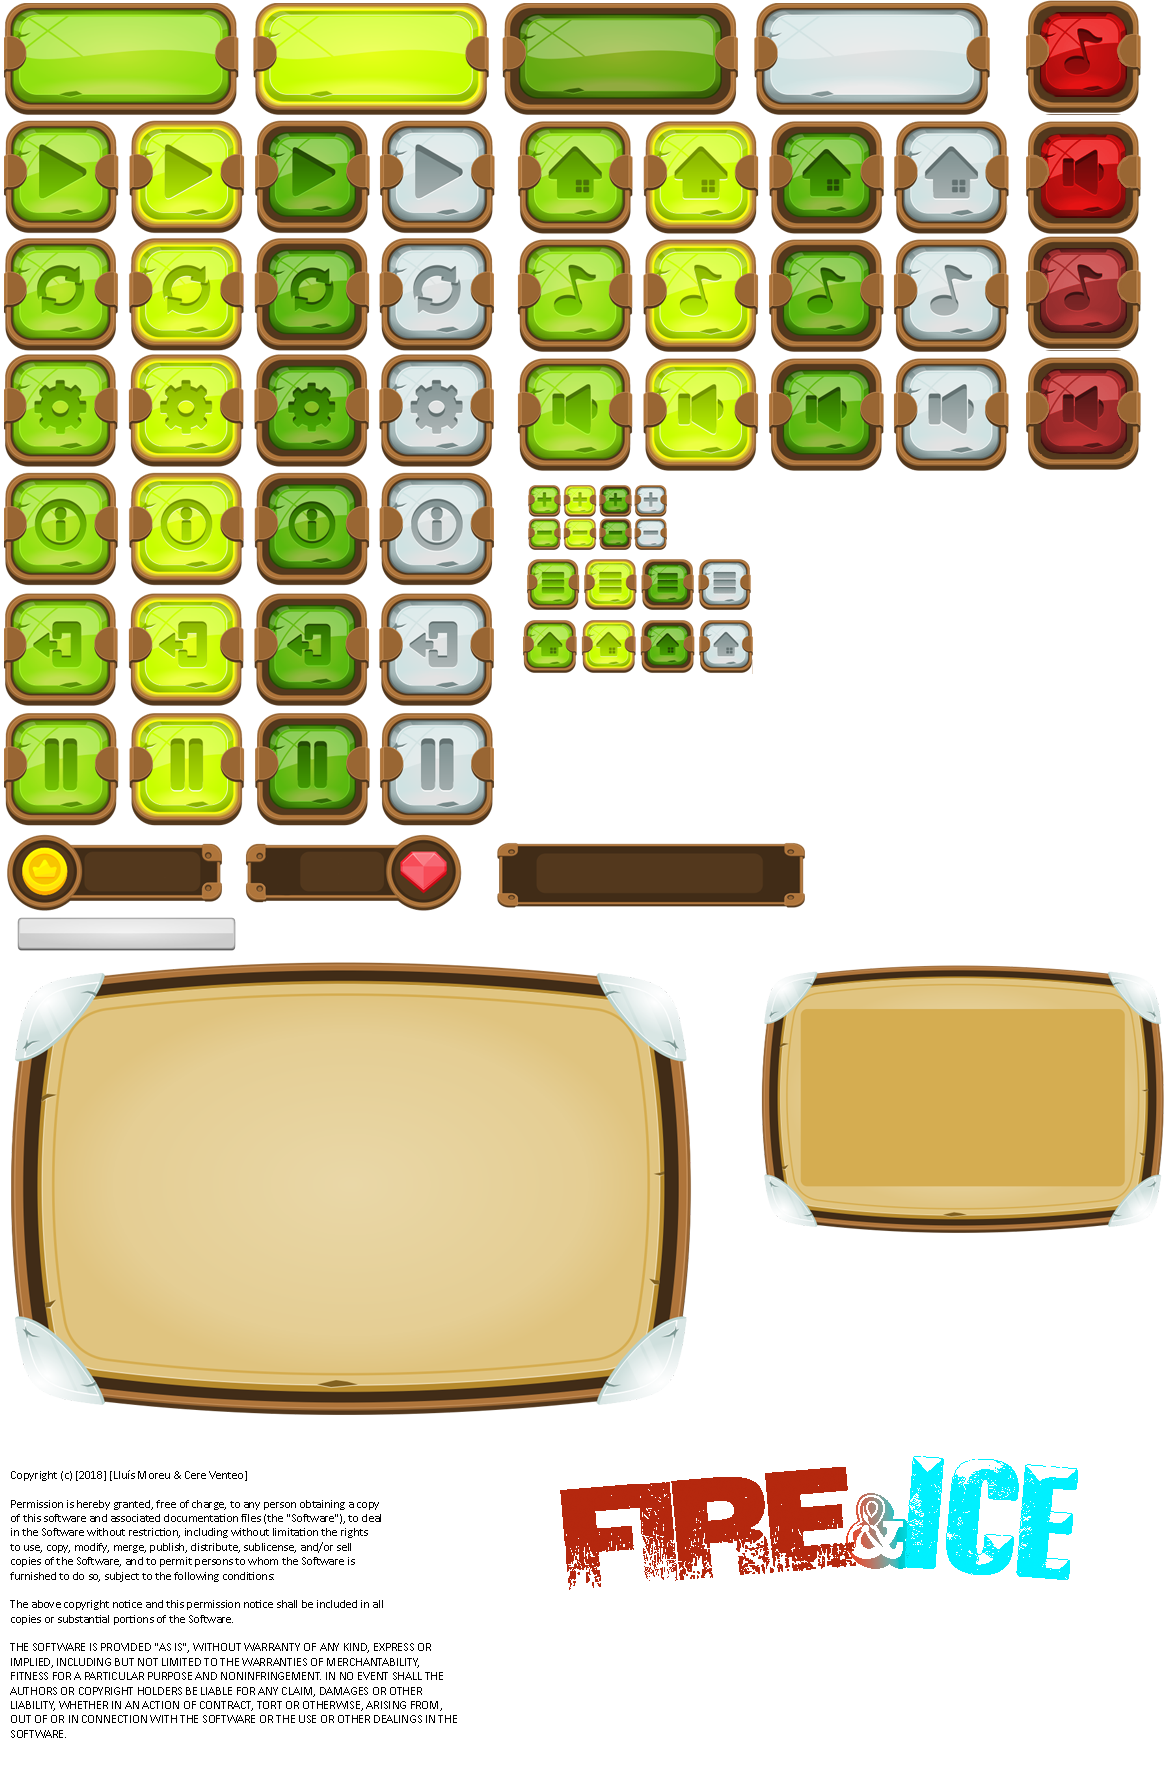 Copyright (c) [2018] [Lluís Moreu & Cere Venteo]
Permission is hereby granted, free of charge, to any person obtaining a copy
of this software and associated documentation files (the "Software"), to deal
in the Software without restriction, including without limitation the rights
to use, copy, modify, merge, publish, distribute, sublicense, and/or sell
copies of the Software, and to permit persons to whom the Software is
furnished to do so, subject to the following conditions:
The above copyright notice and this permission notice shall be included in all
copies or substantial portions of the Software.
THE SOFTWARE IS PROVIDED "AS IS", WITHOUT WARRANTY OF ANY KIND, EXPRESS OR
IMPLIED, INCLUDING BUT NOT LIMITED TO THE WARRANTIES OF MERCHANTABILITY,
FITNESS FOR A PARTICULAR PURPOSE AND NONINFRINGEMENT. IN NO EVENT SHALL THE
AUTHORS OR COPYRIGHT HOLDERS BE LIABLE FOR ANY CLAIM, DAMAGES OR OTHER
LIABILITY, WHETHER IN AN ACTION OF CONTRACT, TORT OR OTHERWISE, ARISING FROM,
OUT OF OR IN CONNECTION WITH THE SOFTWARE OR THE USE OR OTHER DEALINGS IN THE
SOFTWARE.
FIRE & ICE